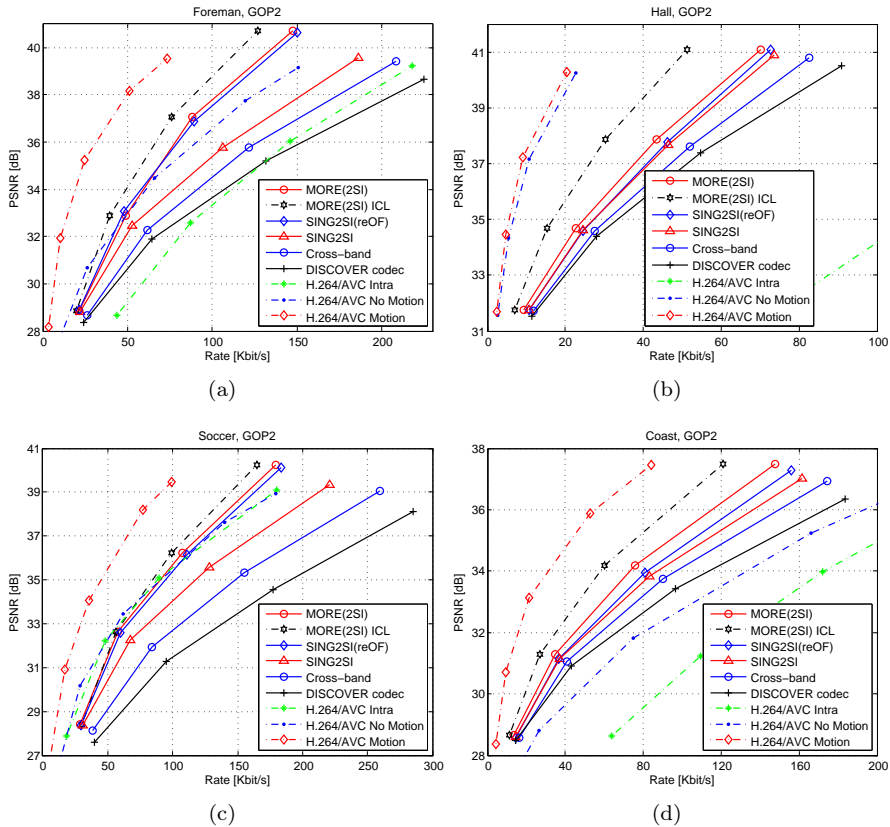 Foreman, GOP2
PSNR [dB]
40
38
36
34
32
30
28
0
50
100
150
200
Rate [Kbit/s]
MORE(2SI)
MORE(2SI) ICL
SING2SI(reOF)
SING2SI
Cross−band
DISCOVER codec
H.264/AVC Intra
H.264/AVC No Motion
H.264/AVC Motion
(a)
Hall, GOP2
PSNR [dB]
41
39
37
35
33
31
0
20
40
60
80
100
Rate [Kbit/s]
MORE(2SI)
MORE(2SI) ICL
SING2SI(reOF)
SING2SI
Cross−band
DISCOVER codec
H.264/AVC Intra
H.264/AVC No Motion
H.264/AVC Motion
(b)
Soccer, GOP2
PSNR [dB]
41
39
37
35
33
31
29
27
0
50
100
150
200
250
300
Rate [Kbit/s]
MORE(2SI)
MORE(2SI) ICL
SING2SI(reOF)
SING2SI
Cross−band
DISCOVER codec
H.264/AVC Intra
H.264/AVC No Motion
H.264/AVC Motion
(c)
Coast, GOP2
PSNR [dB]
38
37
36
34
32
30
28
0
40
80
120
160
200
Rate [Kbit/s]
MORE(2SI)
MORE(2SI) ICL
SING2SI(reOF)
SING2SI
Cross−band
DISCOVER codec
H.264/AVC Intra
H.264/AVC No Motion
H.264/AVC Motion
(d)